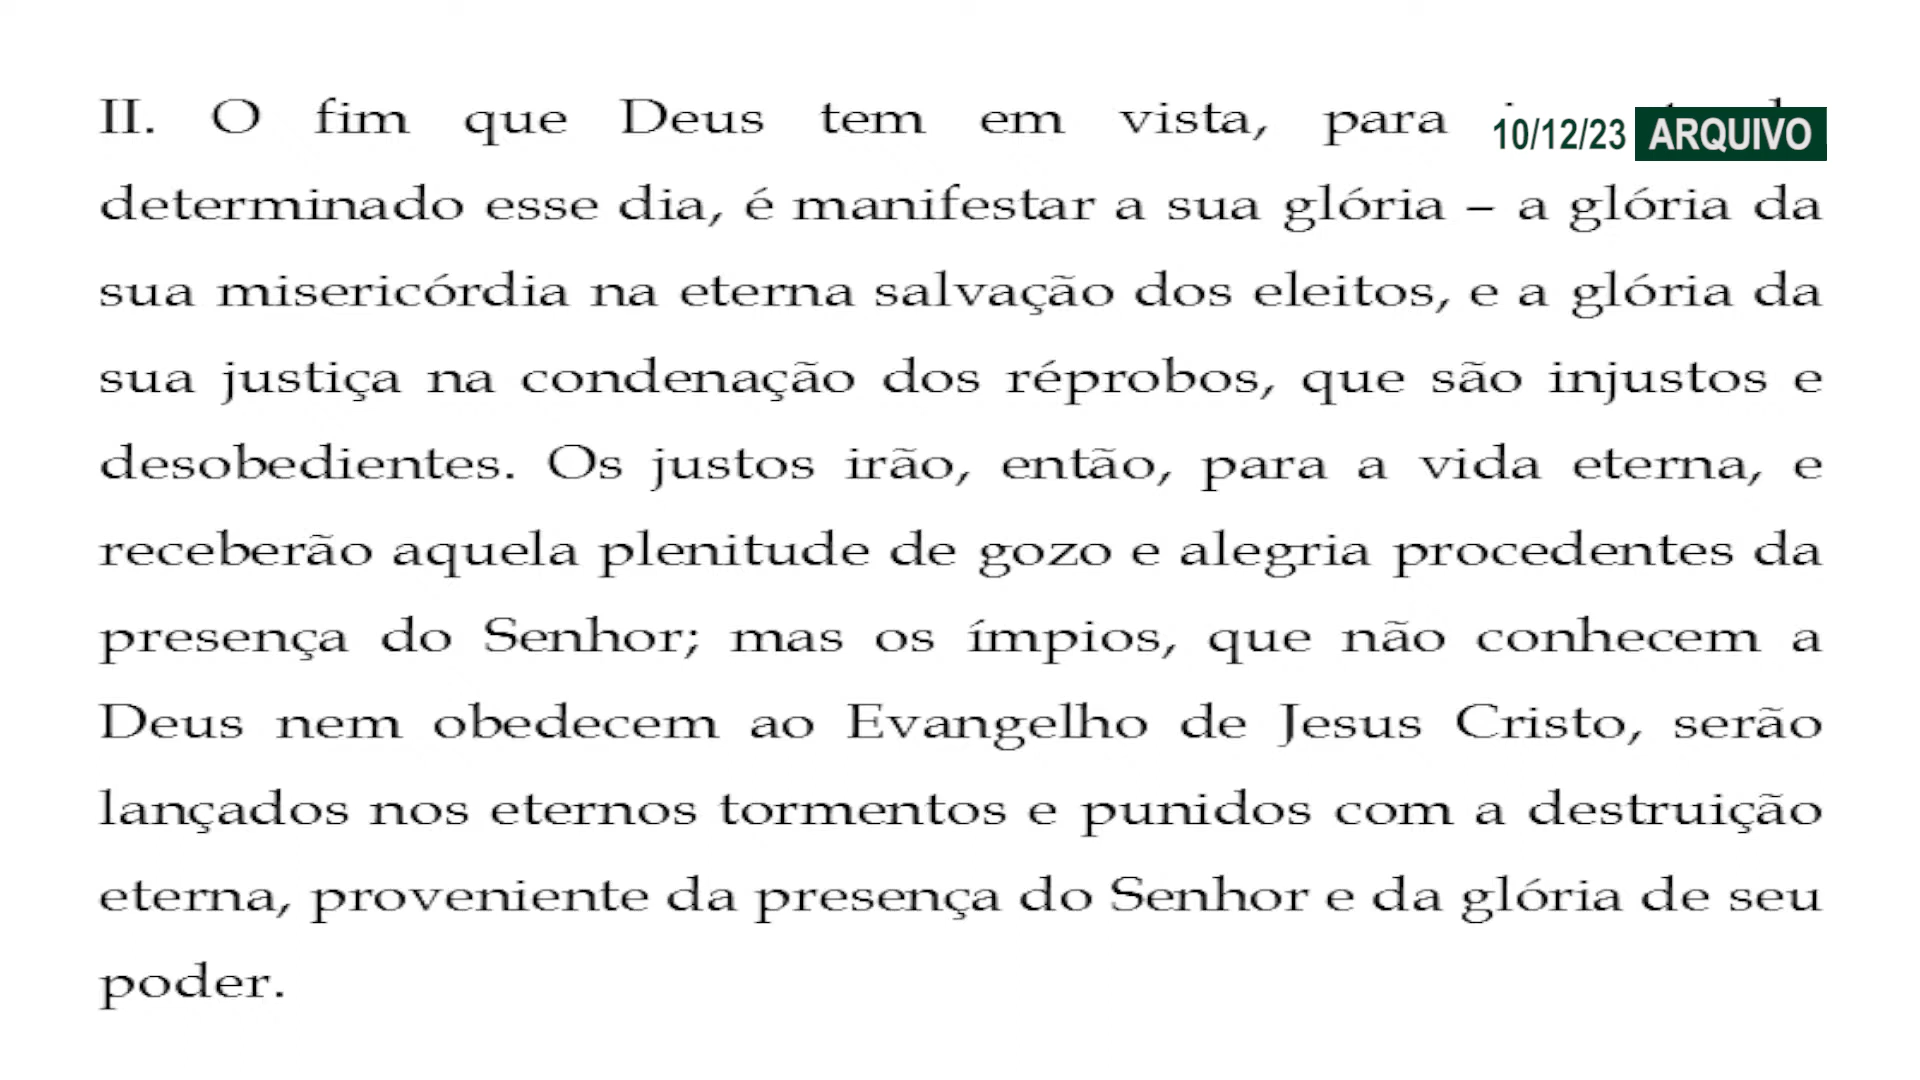 II. O fim que Deus tem em vista, para
10/12/23 ARQUIVO
determinado esse dia, é manifestar a sua glória – a glória da
sua misericórdia na eterna salvação dos eleitos, e a glória da
sua justiça na condenação dos réprobos, que são injustos e
desobedientes. Os justos irão, então, para a vida eterna, e
receberão aquela plenitude de gozo e alegria procedentes da
presença do Senhor; mas os ímpios, que não conhecem a
Deus nem obedecem ao Evangelho de Jesus Cristo, serão
lançados nos eternos tormentos e punidos com a destruição
eterna, proveniente da presença do Senhor e da glória de seu
poder.